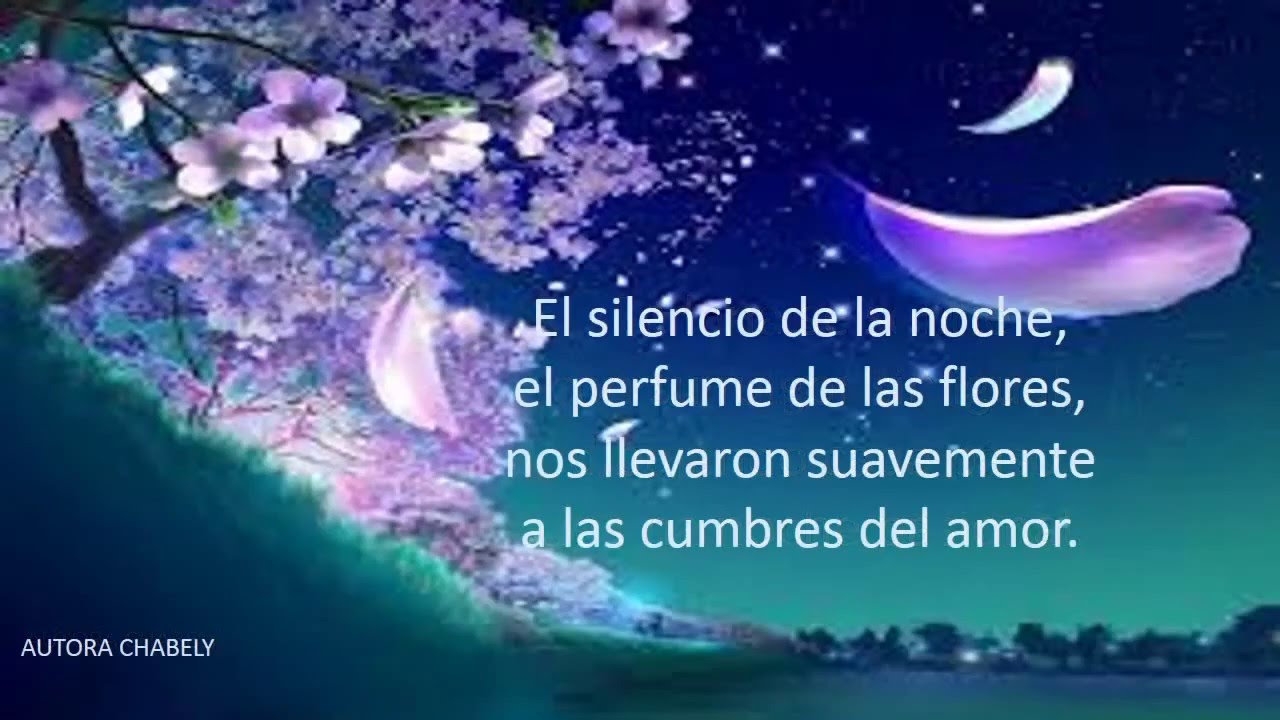 El silencio de la noche,
el perfume de las flores,
nos llevaron suavemente
a las cumbres del amor.
AUTORA CHABELY